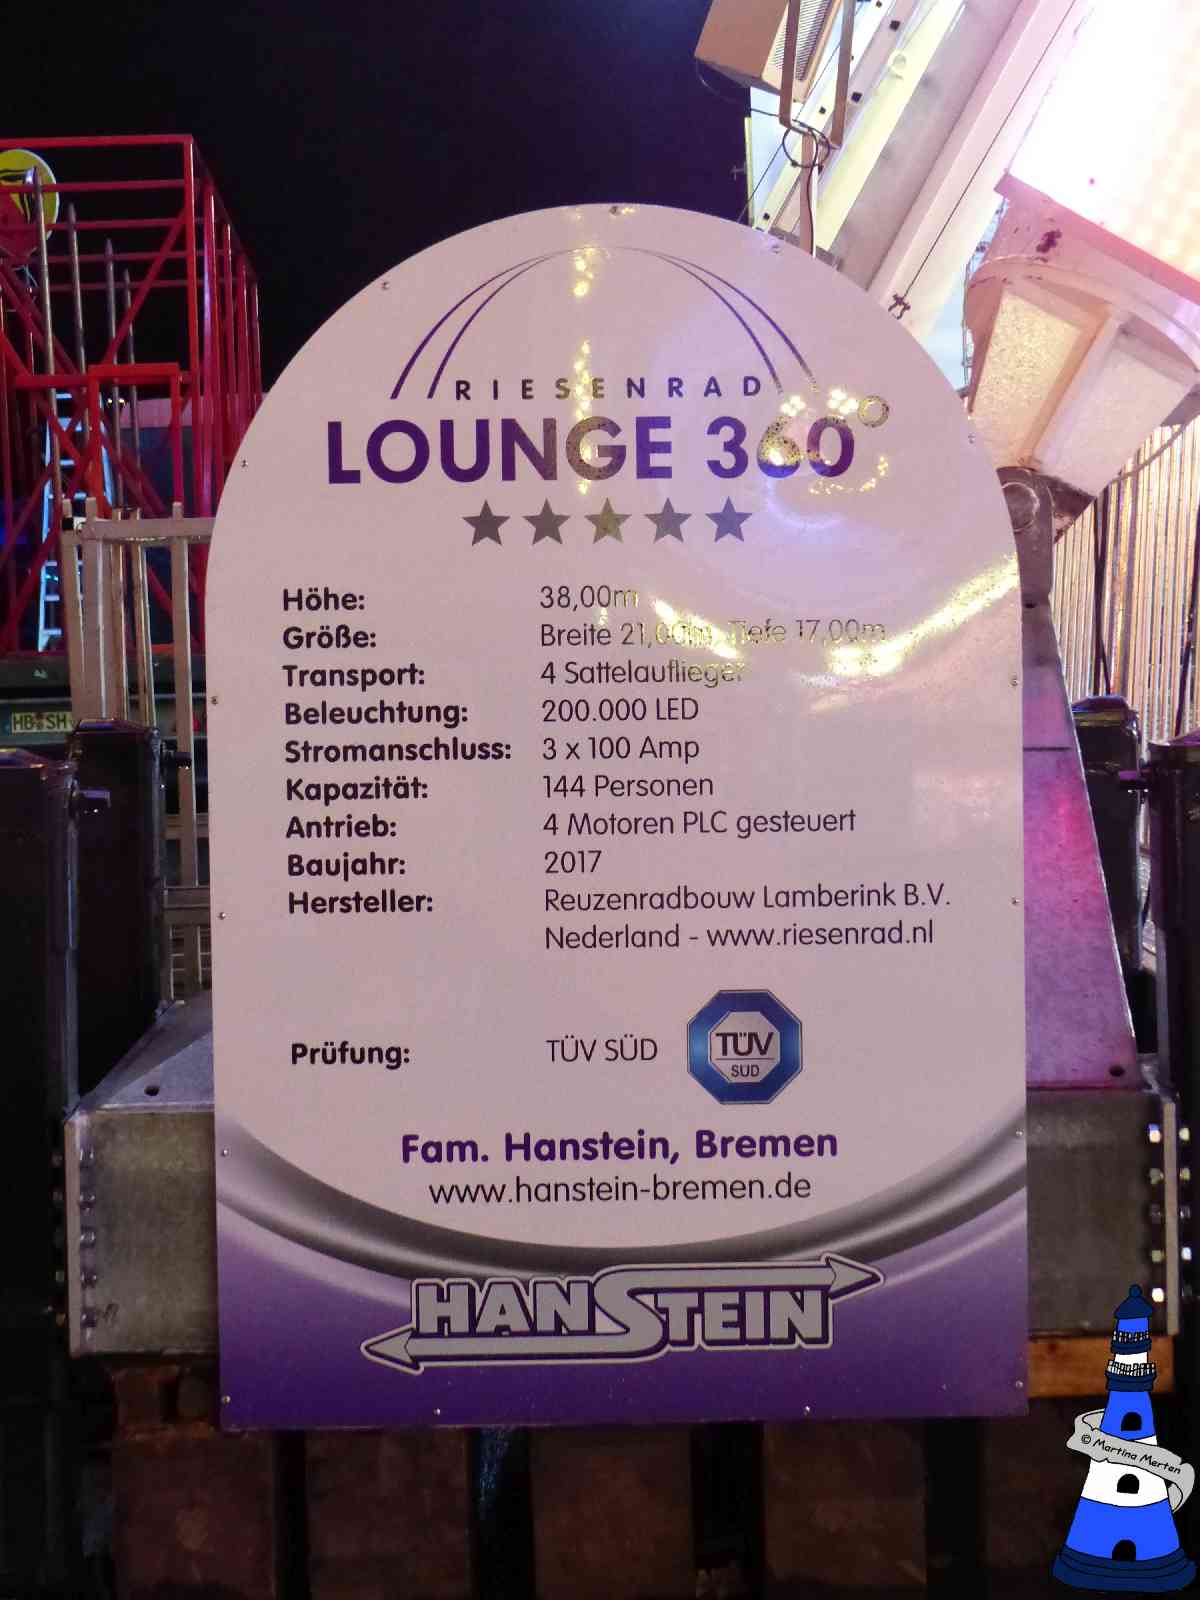 RIESENRAD
LOUNGE 360°
Höhe: 38,00m
Größe: Breite 21,00m Tiefe 17,00m
Transport: 4 Sattelauflieger
Beleuchtung: 200.000 LED
Stromanschluss: 3 x 100 Amp
Kapazität: 144 Personen
Antrieb: 4 Motoren PLC gesteuert
Baujahr: 2017
Hersteller: Reuzenradbouw Lamberink B.V.
Nederland - www.riesenrad.nl
Prüfung: TÜV SÜD
TÜV
SÜD
Fam. Hanstein, Bremen
www.hanstein-bremen.de
HANSTEIN
HB SH
© Martina Merten